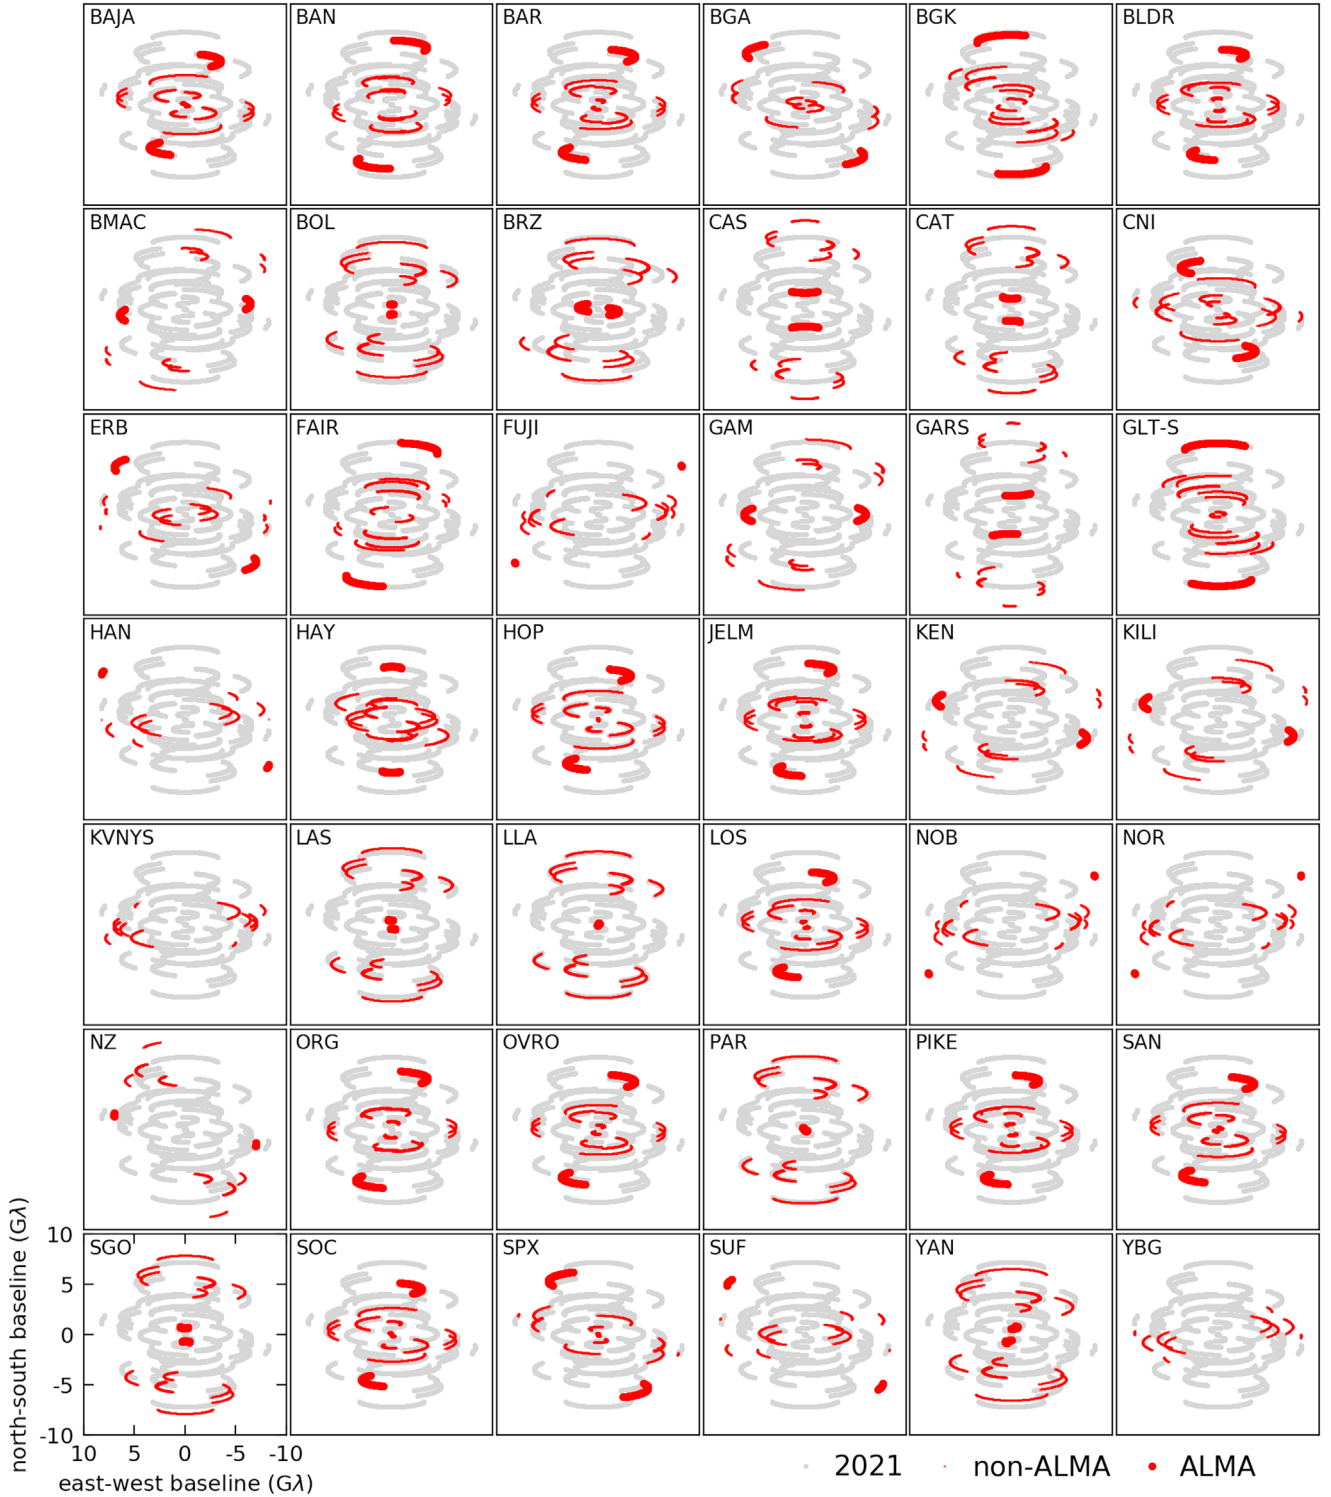 BAJA BAN BAR BGA BGK BLDR
BMAC BOL BRZ CAS CAT CNI
ERB FAIR FUJI GAM GARS GLT-S
HAN HAY HOP JELM KEN KILI
KVNYS LAS LLA LOS NOB NOR
NZ ORG OVRO PAR PIKE SAN
SGO SOC SPX SUF YAN YBG
10
5
0
-5
-10
north-south baseline (Gλ)
10 5 0 -5 -10
east-west baseline (Gλ)
2021 non-ALMA ALMA